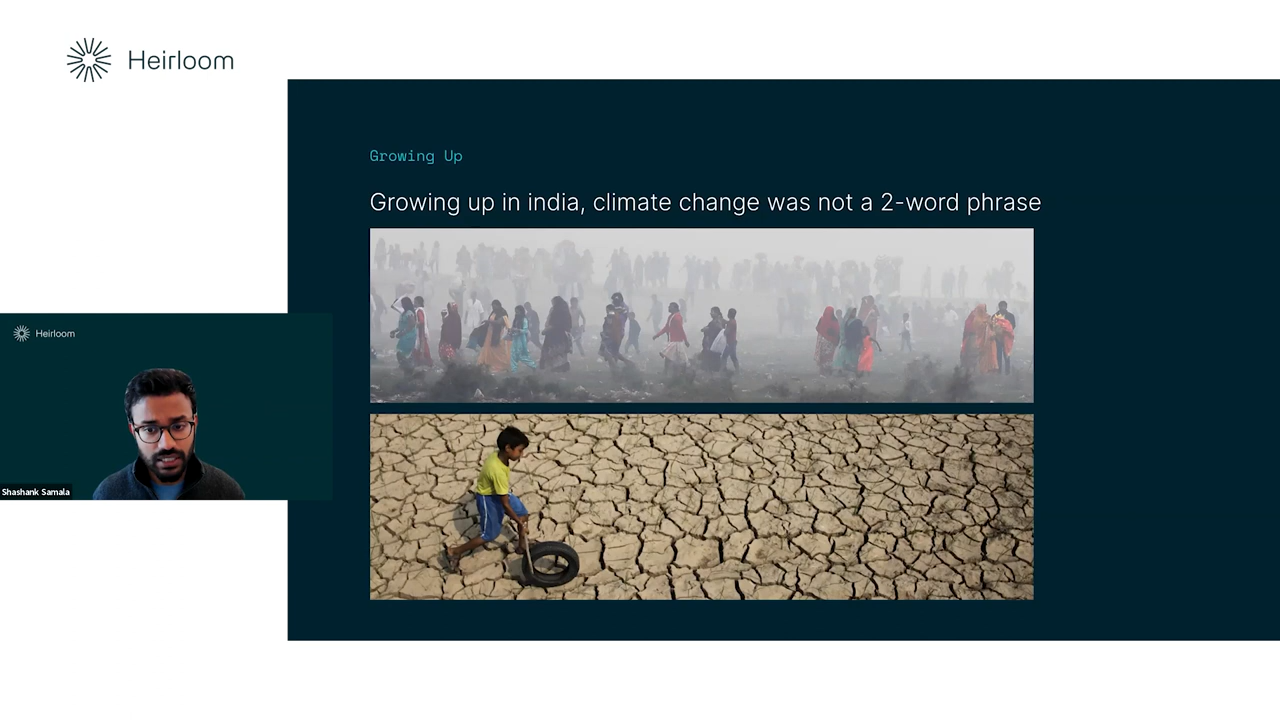 Heirloom
Growing Up
Growing up in india, climate change was not a 2-word phrase
Heirloom
Shashank Samala